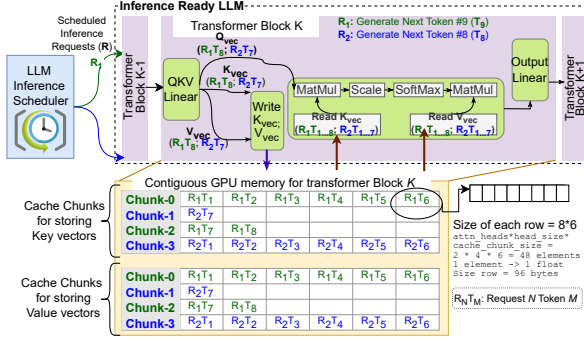 Inference Ready LLM
Scheduled
Inference
Requests (R)
R1
LLM
Inference
Scheduler
Transformer
Block K-1
Transformer Block K
R1: Generate Next Token #9 (T9)
R2: Generate Next Token #8 (T8)
Qvec
(R1T8; R2T7)
QKV
Linear
Kvec
(R1T8; R2T7)
Vvec
(R1T8; R2T7)
Write
Kvec;
Vvec
MatMul
Scale
SoftMax
MatMul
Read Kvec
(R1T1...8; R2T1...7)
Read Vvec
(R1T1...8; R2T1...7)
Output
Linear
Transformer
Block K+1
Contiguous GPU memory for transformer Block K
Cache Chunks
for storing
Key vectors
Chunk-0 R1T1 R1T2 R1T3 R1T4 R1T5 R1T6
Chunk-1 R2T7
Chunk-2 R1T7 R1T8
Chunk-3 R2T1 R2T2 R2T3 R2T4 R2T5 R2T6
Cache Chunks
for storing
Value vectors
Chunk-0 R1T1 R1T2 R1T3 R1T4 R1T5 R1T6
Chunk-1 R2T7
Chunk-2 R1T7 R1T8
Chunk-3 R2T1 R2T2 R2T3 R2T4 R2T5 R2T6
Size of each row = 8*6
attn_heads*head_size*
cache_chunk_size =
2 * 4 * 6 = 48 elements
1 element -> 1 float
Size row = 96 bytes
RNTM: Request N Token M